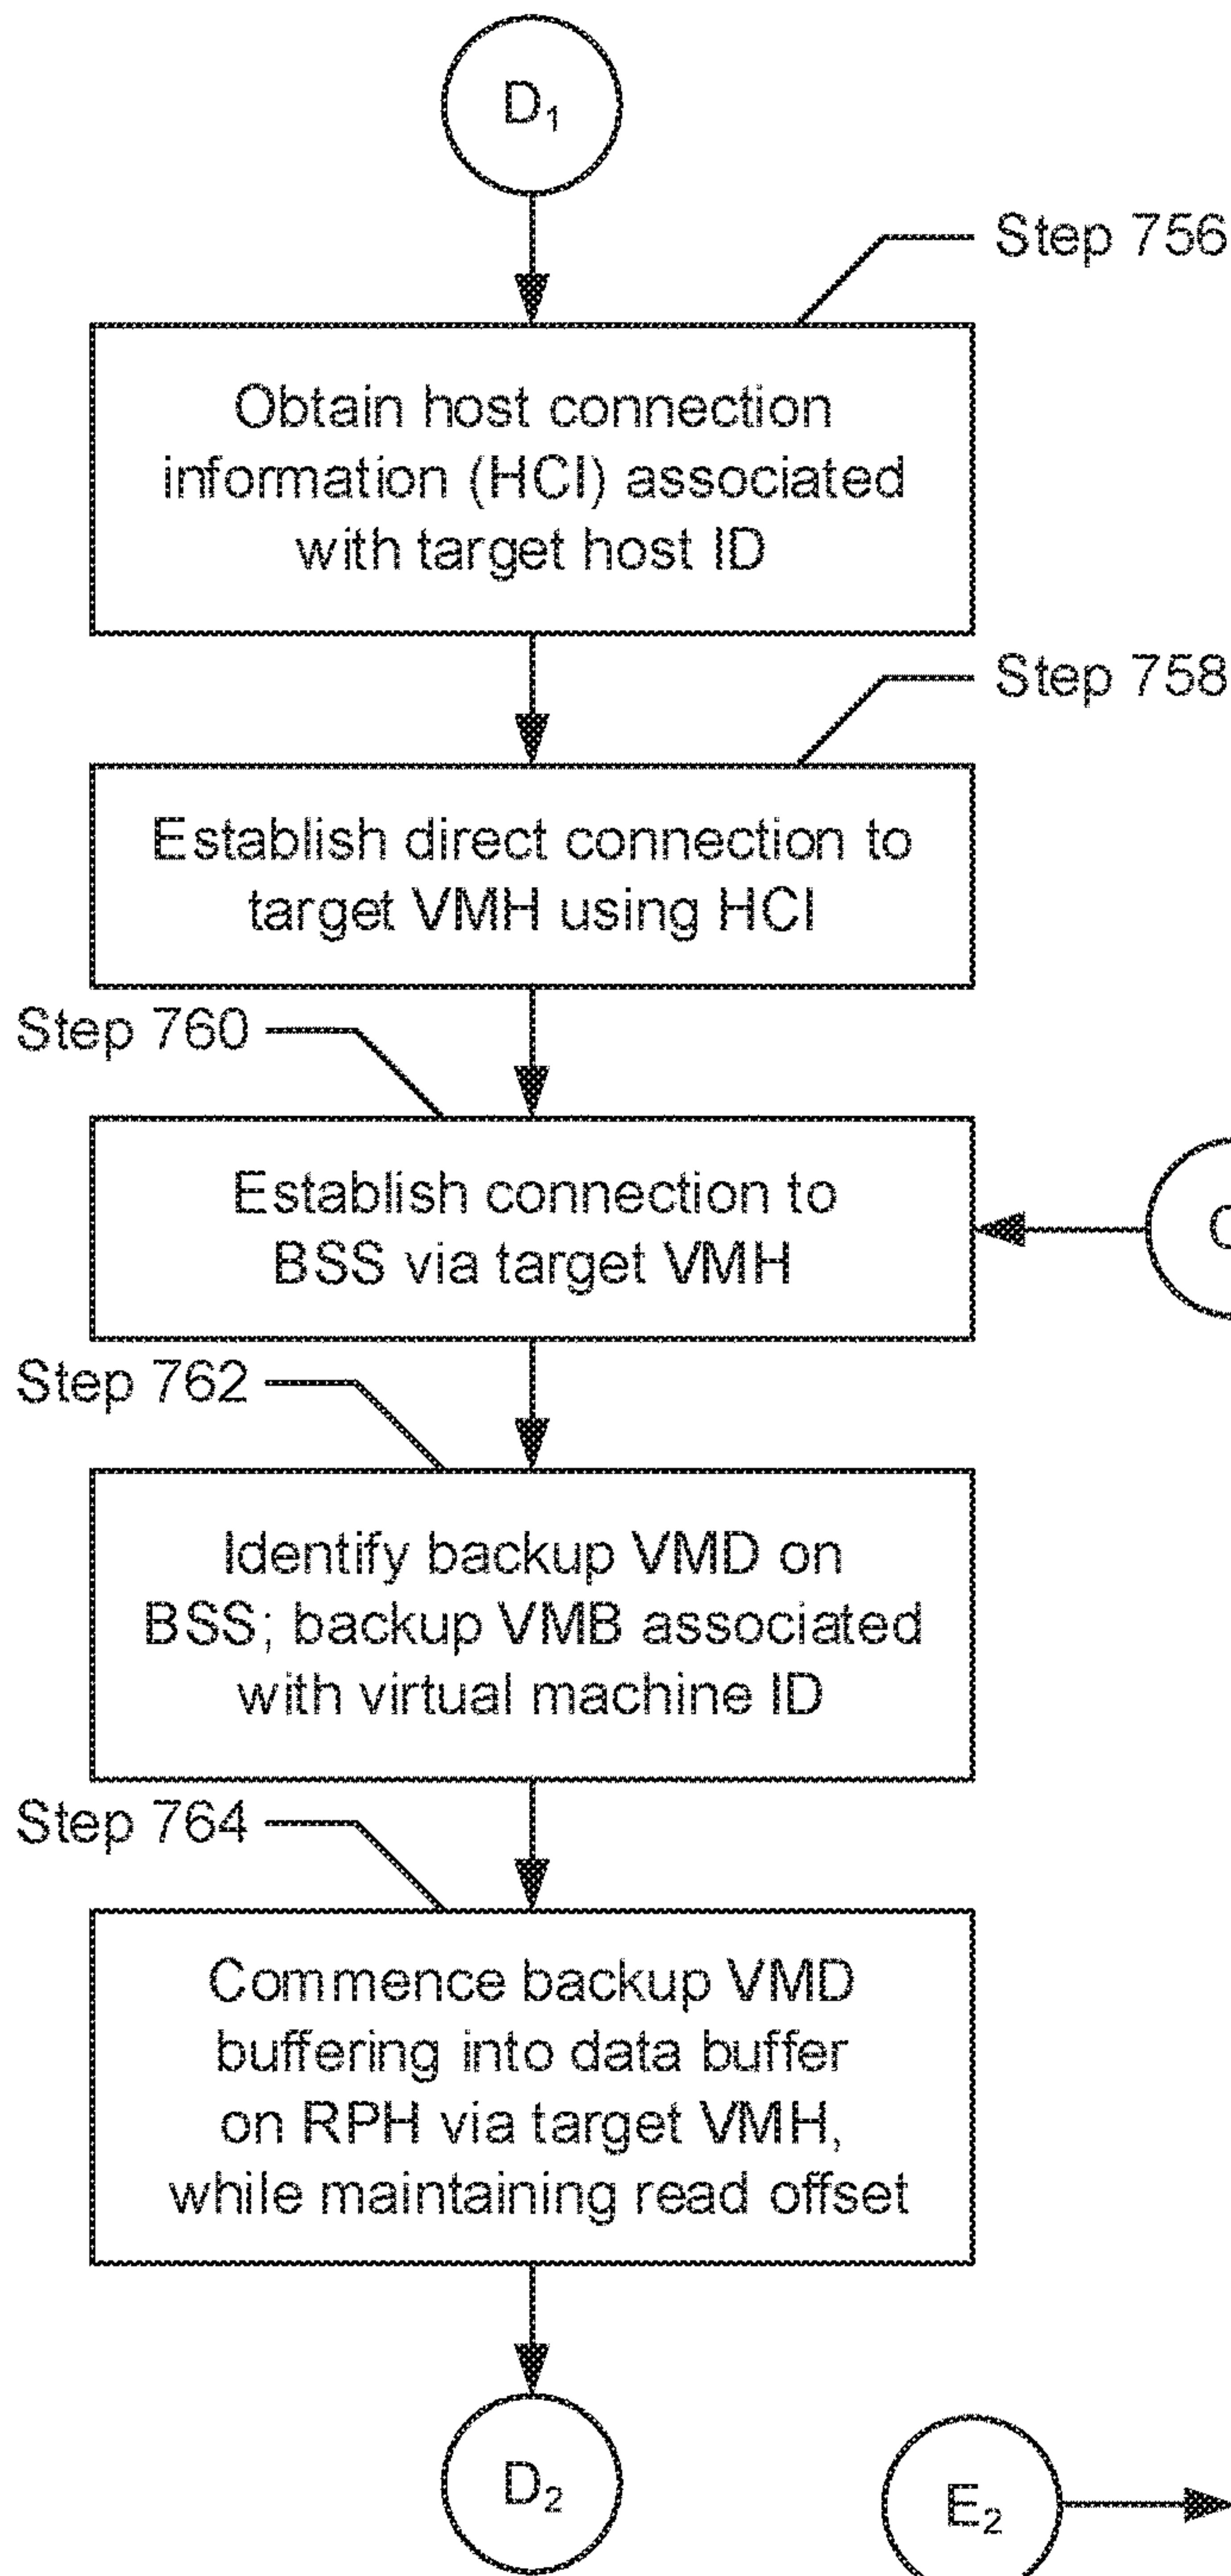 D₁
Step 756
Obtain host connection
information (HCI) associated
with target host ID
Step 758
Establish direct connection to
target VMH using HCI
Step 760
Establish connection to
BSS via target VMH
Step 762
Identify backup VMD on
BSS; backup VMB associated
with virtual machine ID
Step 764
Commence backup VMD
buffering into data buffer
on RPH via target VMH,
while maintaining read offset
D₂
E₂